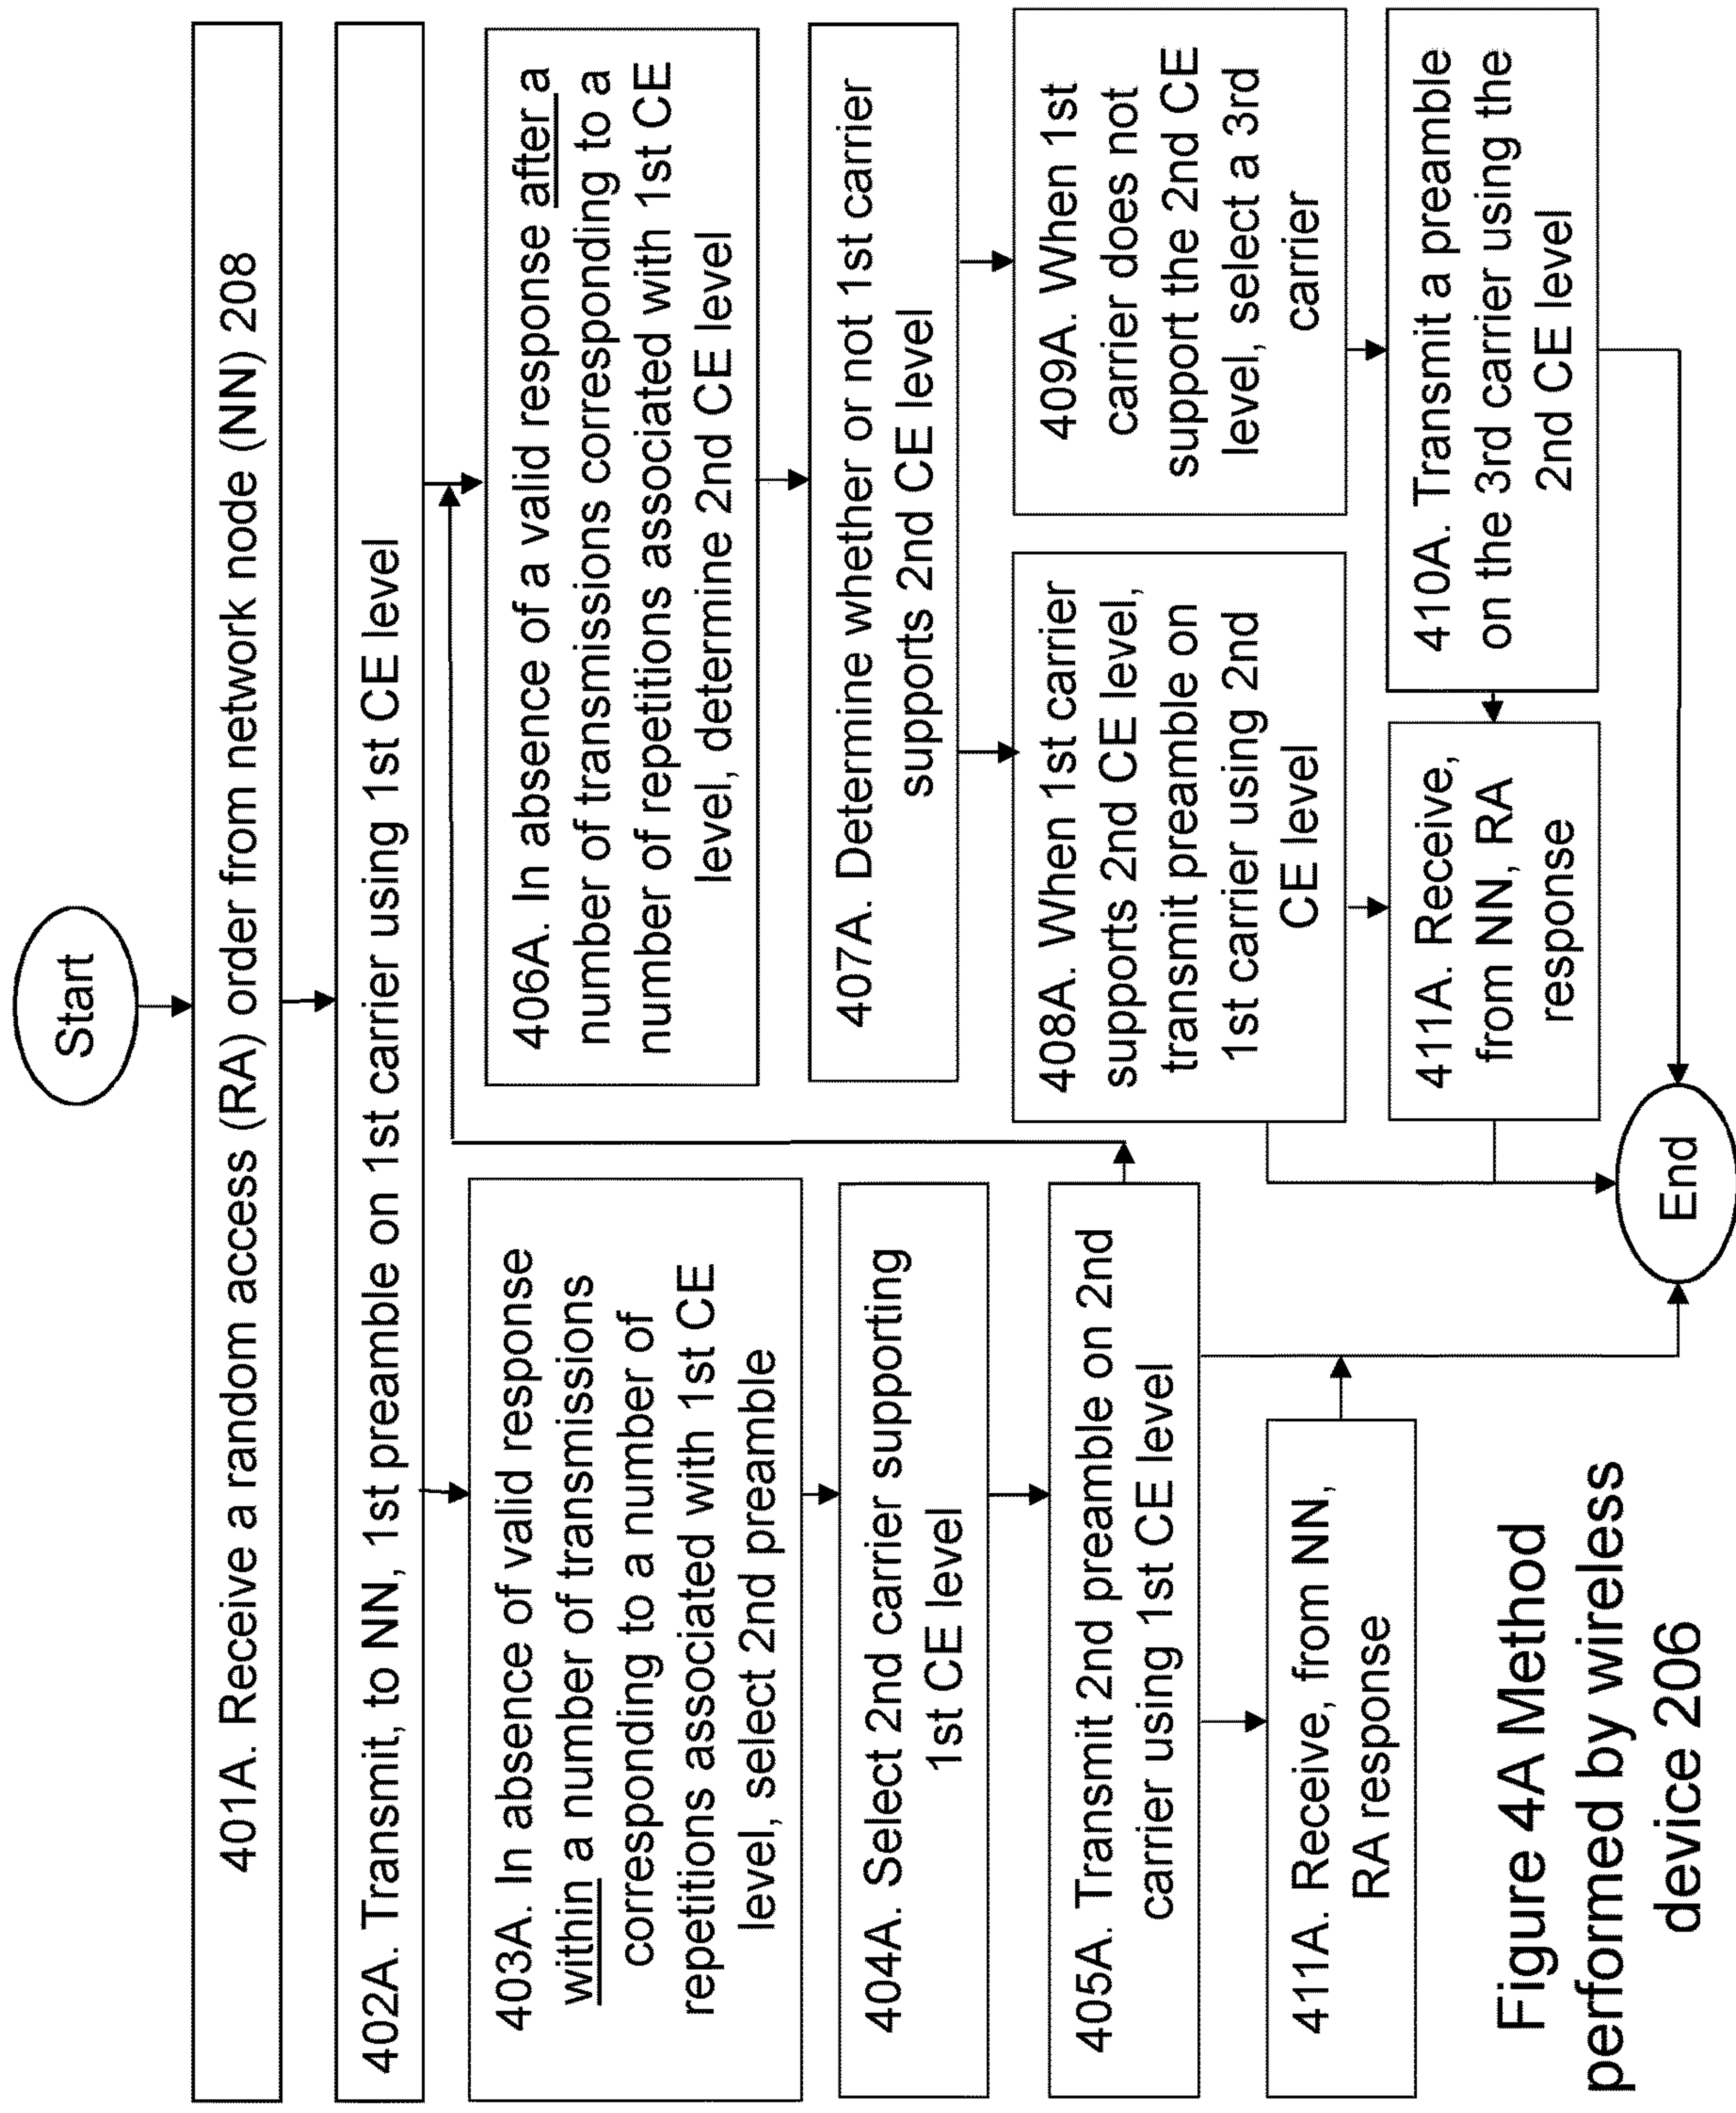 Start
401A. Receive a random access (RA) order from network node (NN) 208
402A. Transmit, to NN, 1st preamble on 1st carrier using 1st CE level
403A. In absence of valid response
within a number of transmissions
corresponding to a number of
repetitions associated with 1st CE
level, select 2nd preamble
404A. Select 2nd carrier supporting
1st CE level
405A. Transmit 2nd preamble on 2nd
carrier using 1st CE level
411A. Receive, from NN,
RA response
406A. In absence of a valid response after a
number of transmissions corresponding to a
number of repetitions associated with 1st CE
level, determine 2nd CE level
407A. Determine whether or not 1st carrier
supports 2nd CE level
408A. When 1st carrier
supports 2nd CE level,
transmit preamble on
1st carrier using 2nd
CE level
409A. When 1st
carrier does not
support the 2nd CE
level, select a 3rd
carrier
410A. Transmit a preamble
on the 3rd carrier using the
2nd CE level
411A. Receive,
from NN, RA
response
End
Figure 4A Method
performed by wireless
device 206